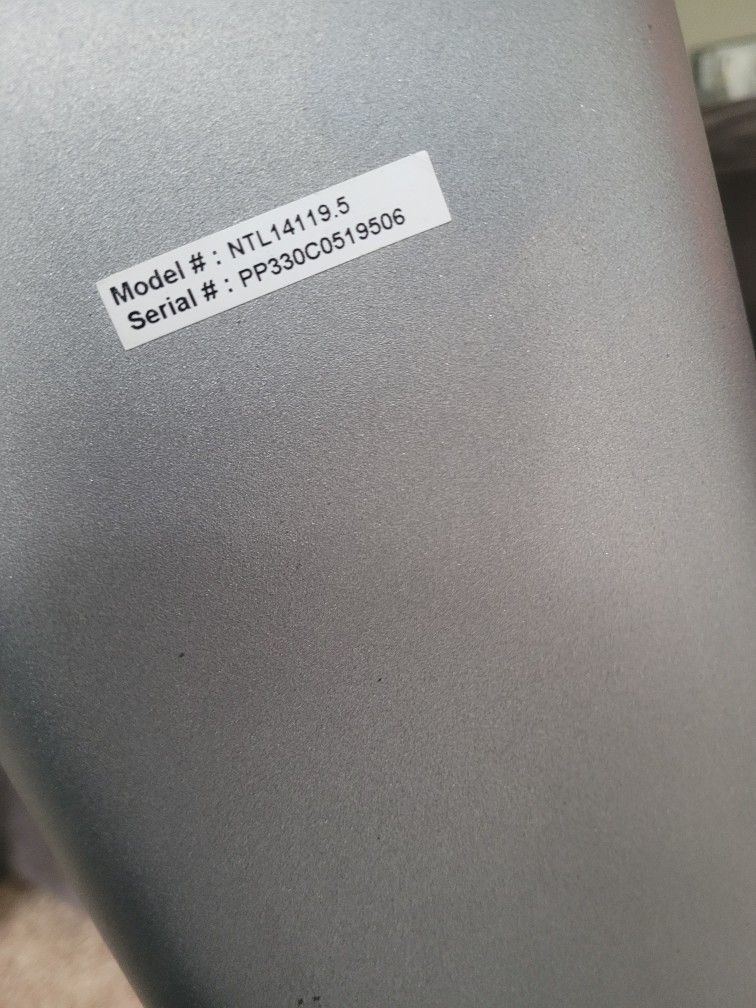 Model # : NTL14119.5
Serial # : PP330C0519506